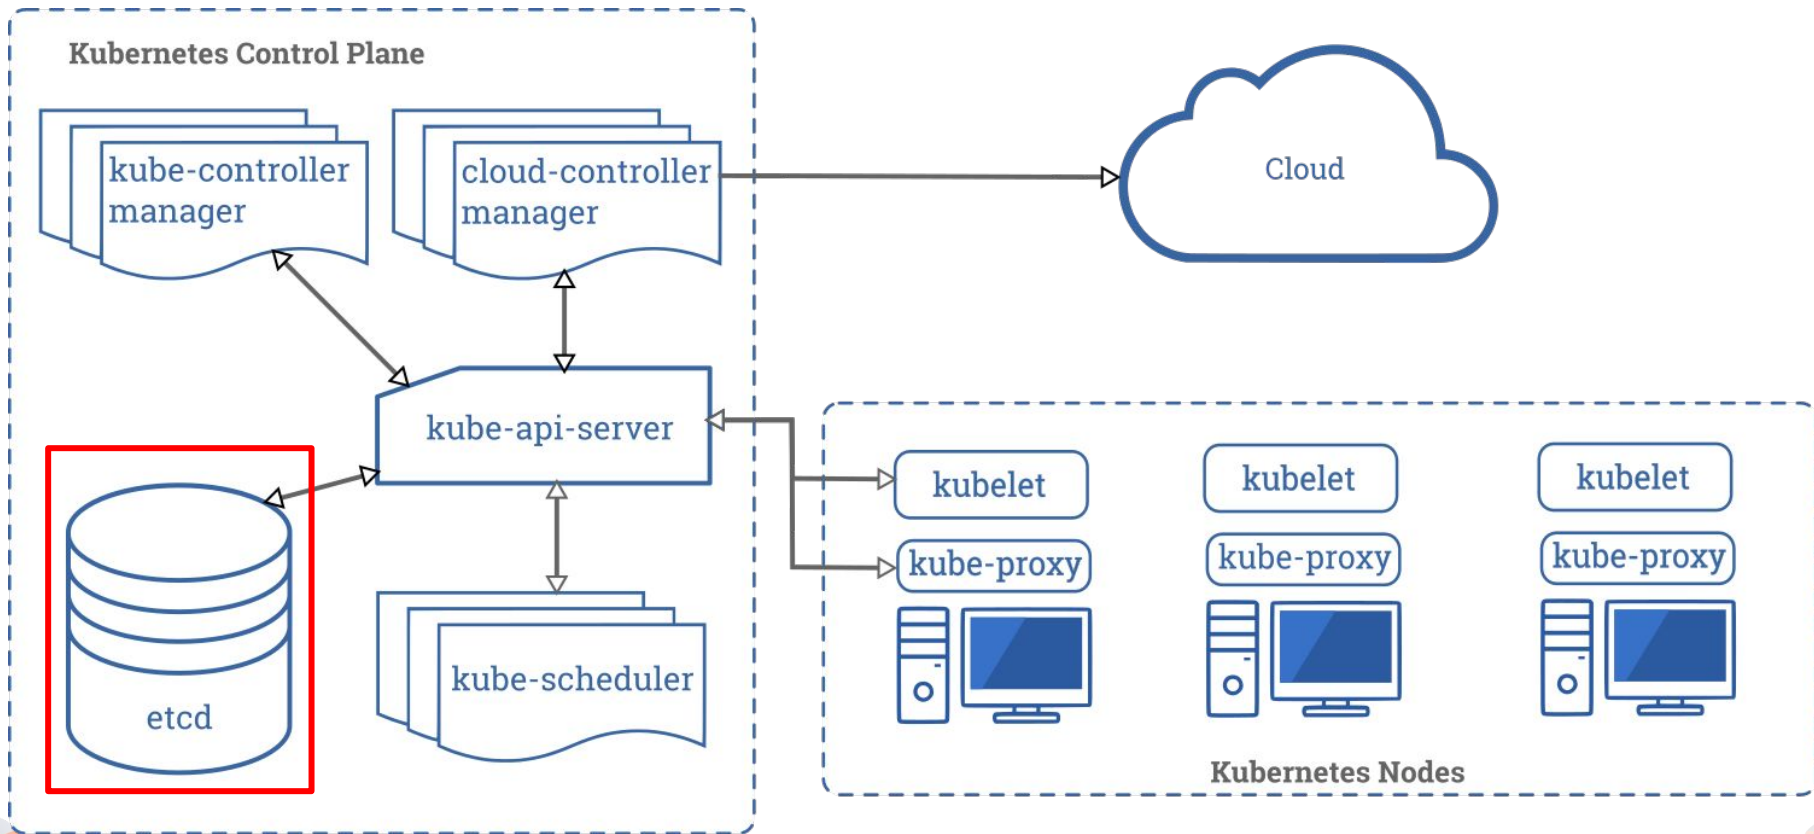 Kubernetes Control Plane
kube-controller
manager
cloud-controller
manager
Cloud
kube-api-server
etcd
kube-scheduler
kubelet
kube-proxy
kubelet
kube-proxy
kubelet
kube-proxy
Kubernetes Nodes